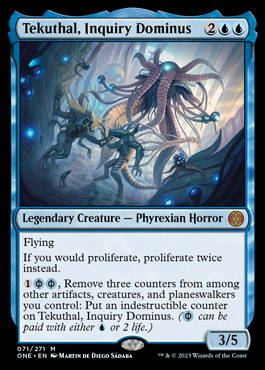 Tekuthal, Inquiry Dominus 2
Legendary Creature — Phyrexian Horror
Flying
If you would proliferate, proliferate twice
instead.
1 , Remove three counters from among
other artifacts, creatures, and planeswalkers
you control: Put an indestructible counter
on Tekuthal, Inquiry Dominus. ( can
be paid with either or 2 life.)
3/5
071/271 M
ONE • EN Martin de Diego Sádaba
™ & © 2023 Wizards of the Coast